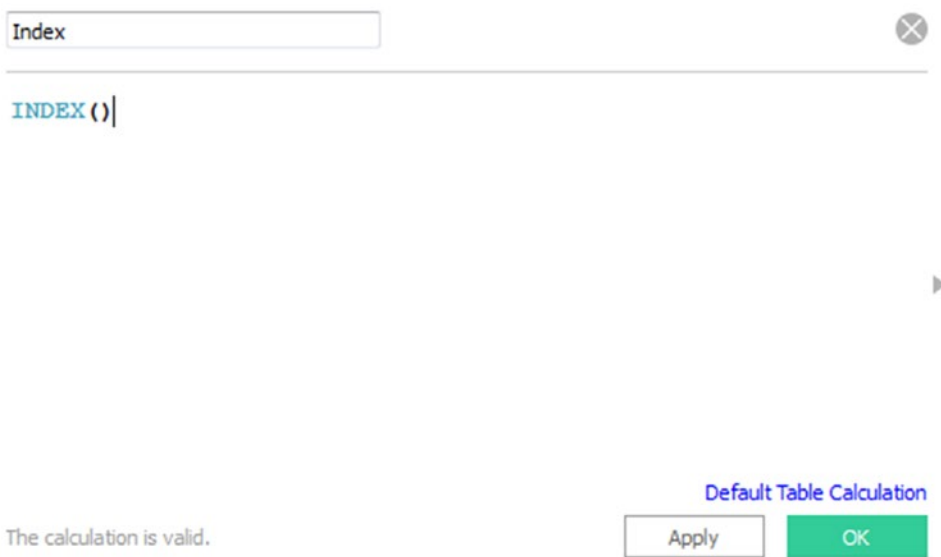 Index
INDEX()
Default Table Calculation
The calculation is valid.
Apply
OK